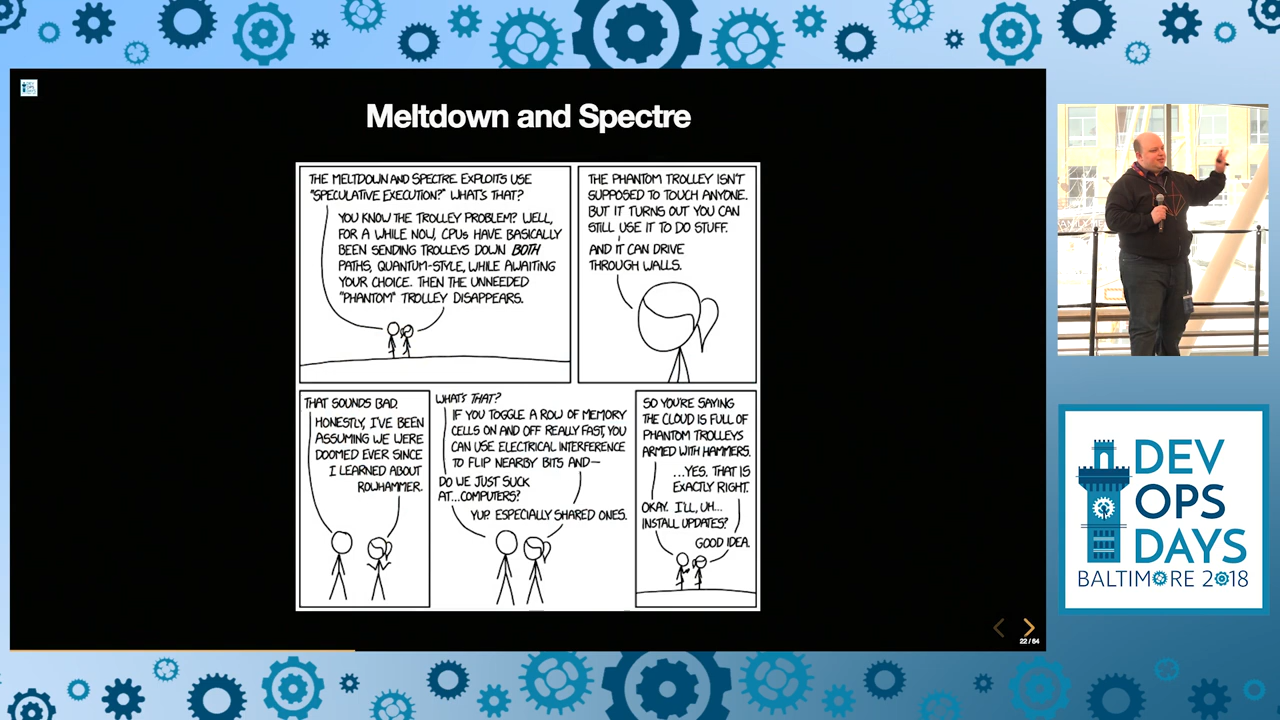 DEV
OPS
DAYS
Meltdown and Spectre
THE MELTDOWN AND SPECTRE EXPLOITS USE
"SPECULATIVE EXECUTION?" WHAT'S THAT?
YOU KNOW THE TROLLEY PROBLEM? WELL,
FOR A WHILE NOW, CPUs HAVE BASICALLY
BEEN SENDING TROLLEYS DOWN BOTH
PATHS, QUANTUM-STYLE, WHILE AWAITING
YOUR CHOICE. THEN THE UNNEEDED
"PHANTOM" TROLLEY DISAPPEARS.
THE PHANTOM TROLLEY ISN'T
SUPPOSED TO TOUCH ANYONE.
BUT IT TURNS OUT YOU CAN
STILL USE IT TO DO STUFF.
AND IT CAN DRIVE
THROUGH WALLS.
THAT SOUNDS BAD.
HONESTLY, I'VE BEEN
ASSUMING WE WERE
DOOMED EVER SINCE
I LEARNED ABOUT
ROWHAMMER.
WHAT'S THAT?
IF YOU TOGGLE A ROW OF MEMORY
CELLS ON AND OFF REALLY FAST, YOU
CAN USE ELECTRICAL INTERFERENCE
TO FLIP NEARBY BITS AND—
DO WE JUST SUCK
AT...COMPUTERS?
YUP. ESPECIALLY SHARED ONES.
SO YOU'RE SAYING
THE CLOUD IS FULL OF
PHANTOM TROLLEYS
ARMED WITH HAMMERS.
...YES. THAT IS
EXACTLY RIGHT.
OKAY. I'LL, UH...
INSTALL UPDATES?
GOOD IDEA.
22 / 64
DEV
OPS
DAYS
BALTIMORE 2018